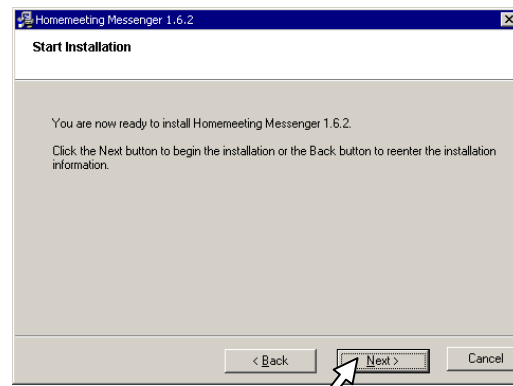 Homemeeting Messenger 1.6.2
Start Installation
You are now ready to install Homemeeting Messenger 1.6.2.
Click the Next button to begin the installation or the Back button to reenter the installation
information.
< Back Next > Cancel